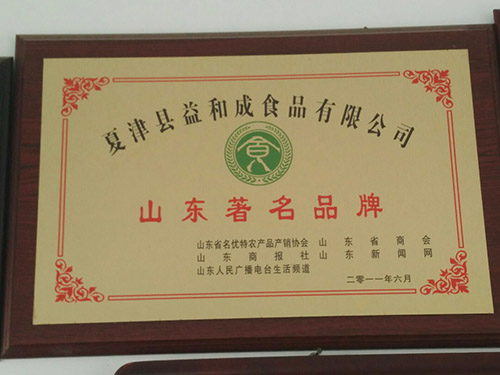 夏津县益和成食品有限公司
山东著名品牌
山东省名优特农产品产销协会 山东省商会
山东商报社 山东新闻网
山东人民广播电台生活频道
二零一一年六月